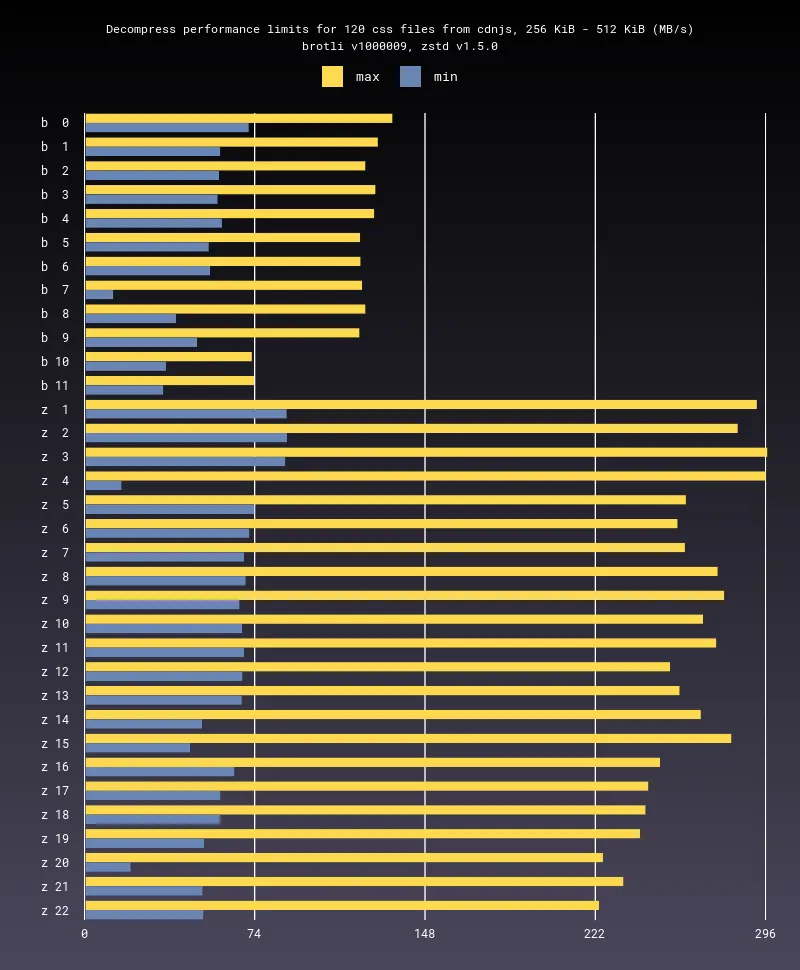 Decompress performance limits for 120 css files from cdnjs, 256 KiB - 512 KiB (MB/s)
brotli v1000009, zstd v1.5.0
max min
b 0
b 1
b 2
b 3
b 4
b 5
b 6
b 7
b 8
b 9
b 10
b 11
z 1
z 2
z 3
z 4
z 5
z 6
z 7
z 8
z 9
z 10
z 11
z 12
z 13
z 14
z 15
z 16
z 17
z 18
z 19
z 20
z 21
z 22
0 74 148 222 296